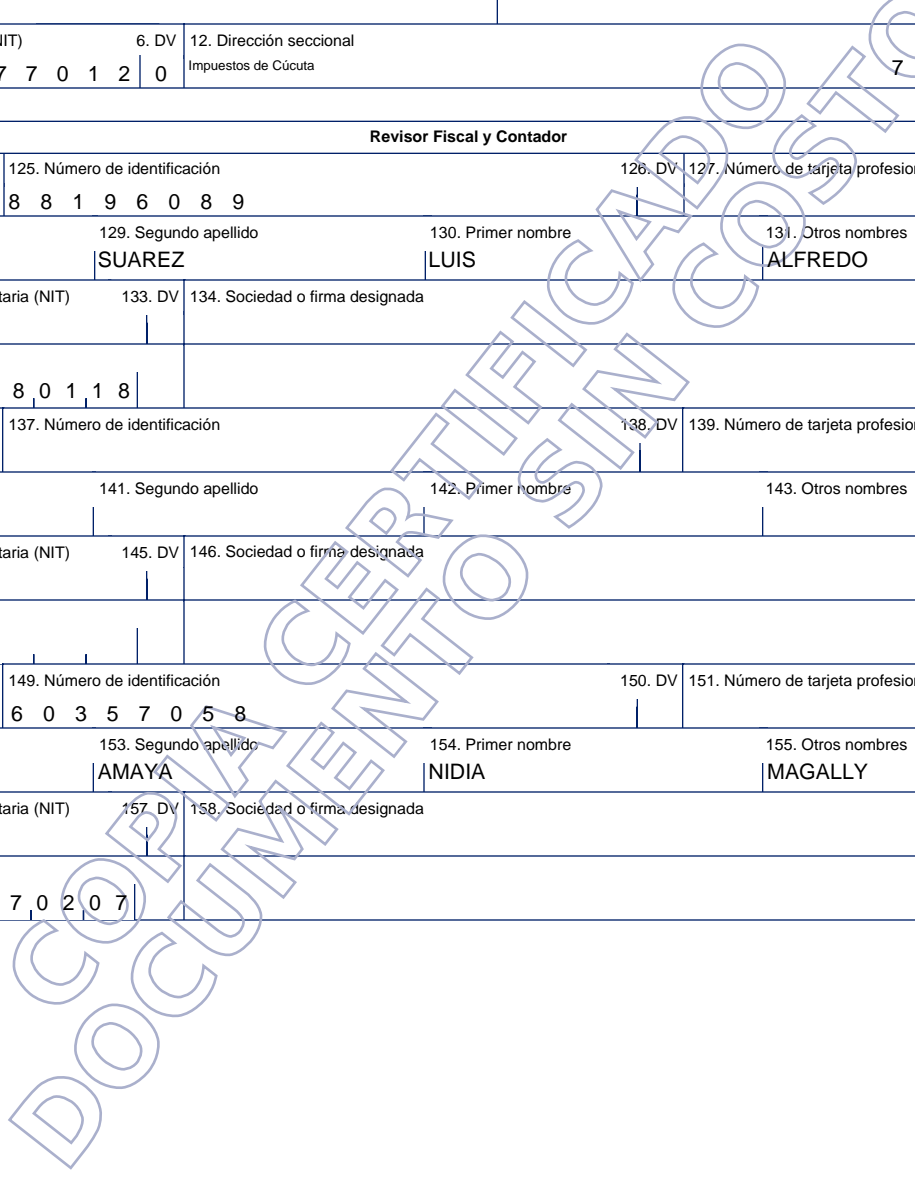 IIT) 6. DV 12. Dirección seccional
7 7 0 1 2 0 Impuestos de Cúcuta 7
Revisor Fiscal y Contador
125. Número de identificación 126. DV 127. Número de tarjeta profesion
8 8 1 9 6 0 8 9
129. Segundo apellido 130. Primer nombre 131. Otros nombres
SUAREZ LUIS ALFREDO
taria (NIT) 133. DV 134. Sociedad o firma designada
8 0 1 1 8
137. Número de identificación 138. DV 139. Número de tarjeta profesion
141. Segundo apellido 142. Primer nombre 143. Otros nombres
taria (NIT) 145. DV 146. Sociedad o firma designada
149. Número de identificación 150. DV 151. Número de tarjeta profesion
6 0 3 5 7 0 5 8
153. Segundo apellido 154. Primer nombre 155. Otros nombres
AMAYA NIDIA MAGALLY
taria (NIT) 157. DV 158. Sociedad o firma designada
7 0 2 0 7
COPIA CERTIFICADO
DOCUMENTO SIN COSTO